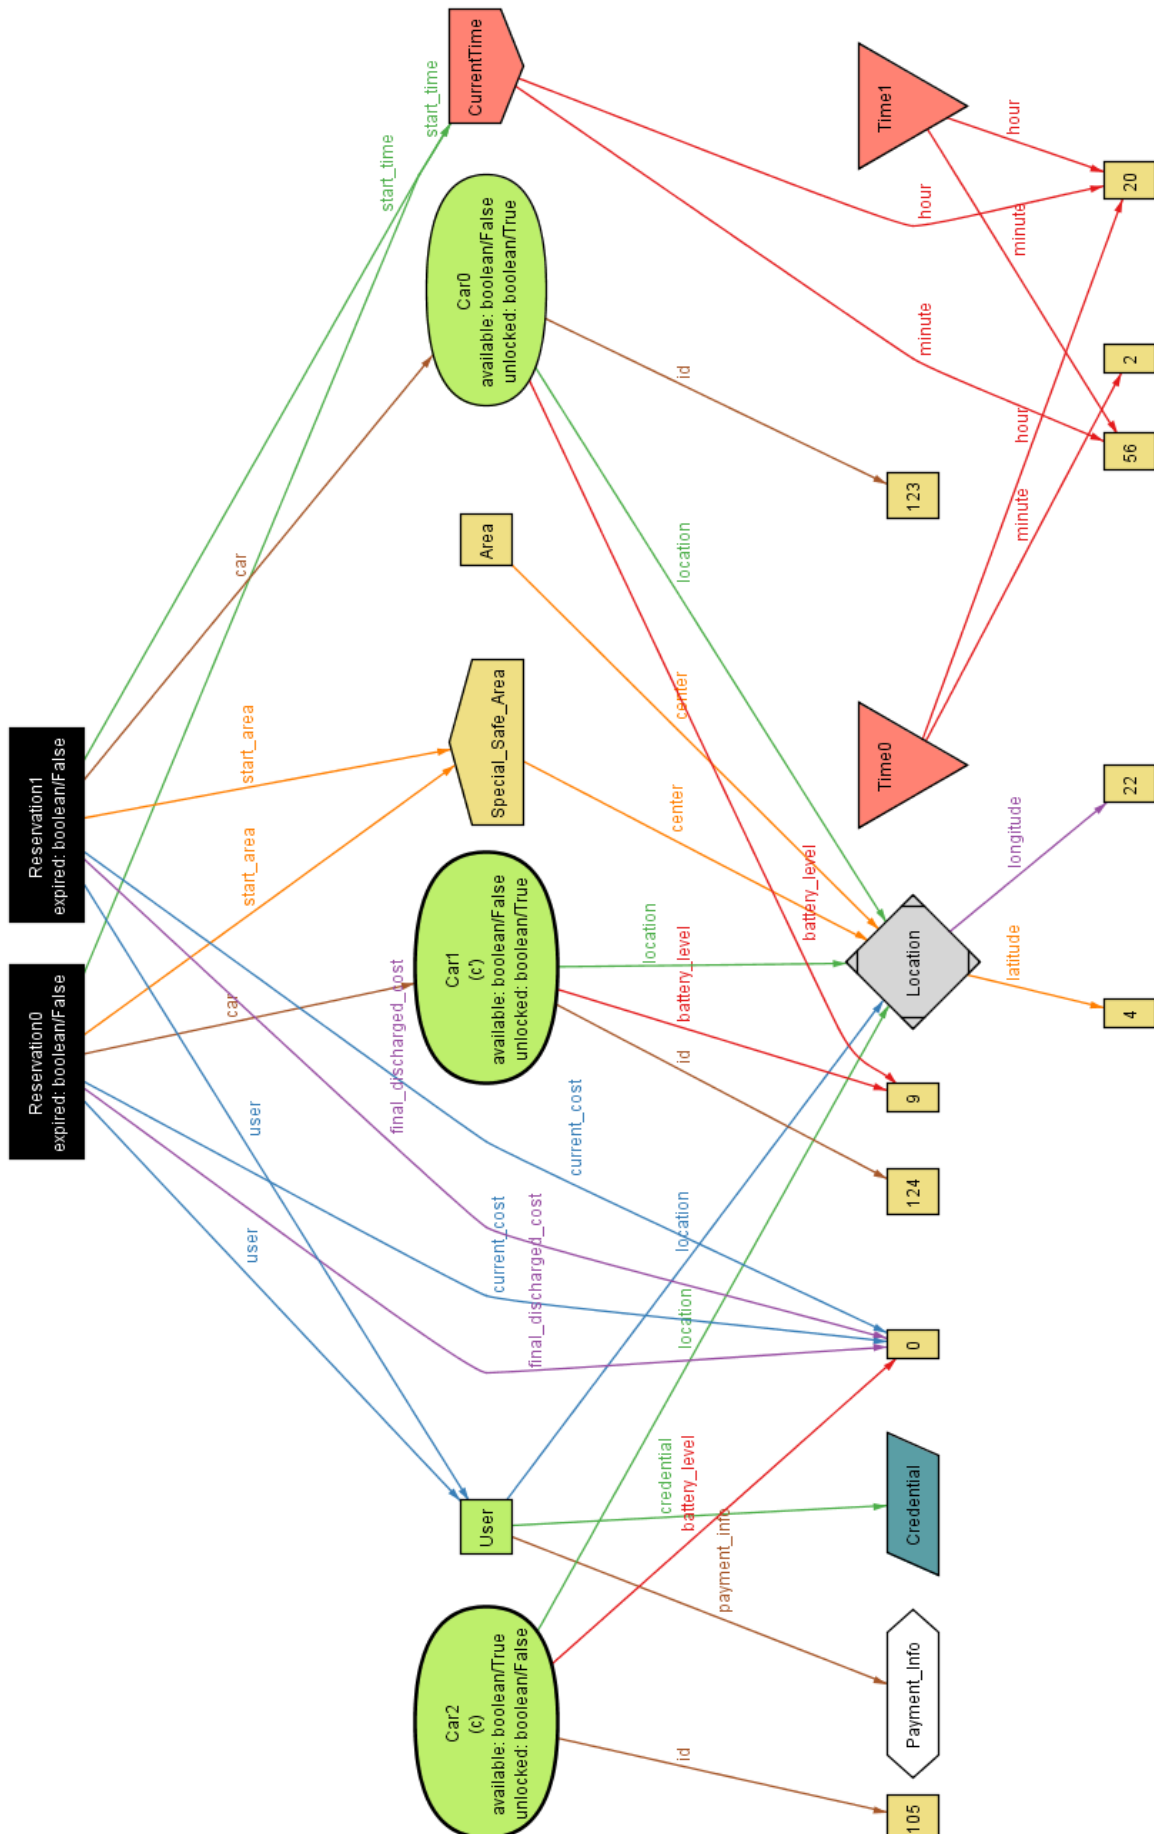 Reservation0
expired: boolean/False
Reservation1
expired: boolean/False
user
user
car
start_area
start_area
car
start_time
start_time
final_discharged_cost
current_cost
current_cost
final_discharged_cost
Car2
(c)
available: boolean/True
unlocked: boolean/False
User
Car1
(c')
available: boolean/False
unlocked: boolean/True
Special_Safe_Area
Area
Car0
available: boolean/False
unlocked: boolean/True
CurrentTime
id
payment_info
credential
battery_level
location
location
id
battery_level
location
center
center
location
id
battery_level
minute
hour
105
Payment_Info
Credential
0
124
9
Location
Time0
123
Time1
latitude
longitude
minute
hour
minute
hour
4
22
56
2
20